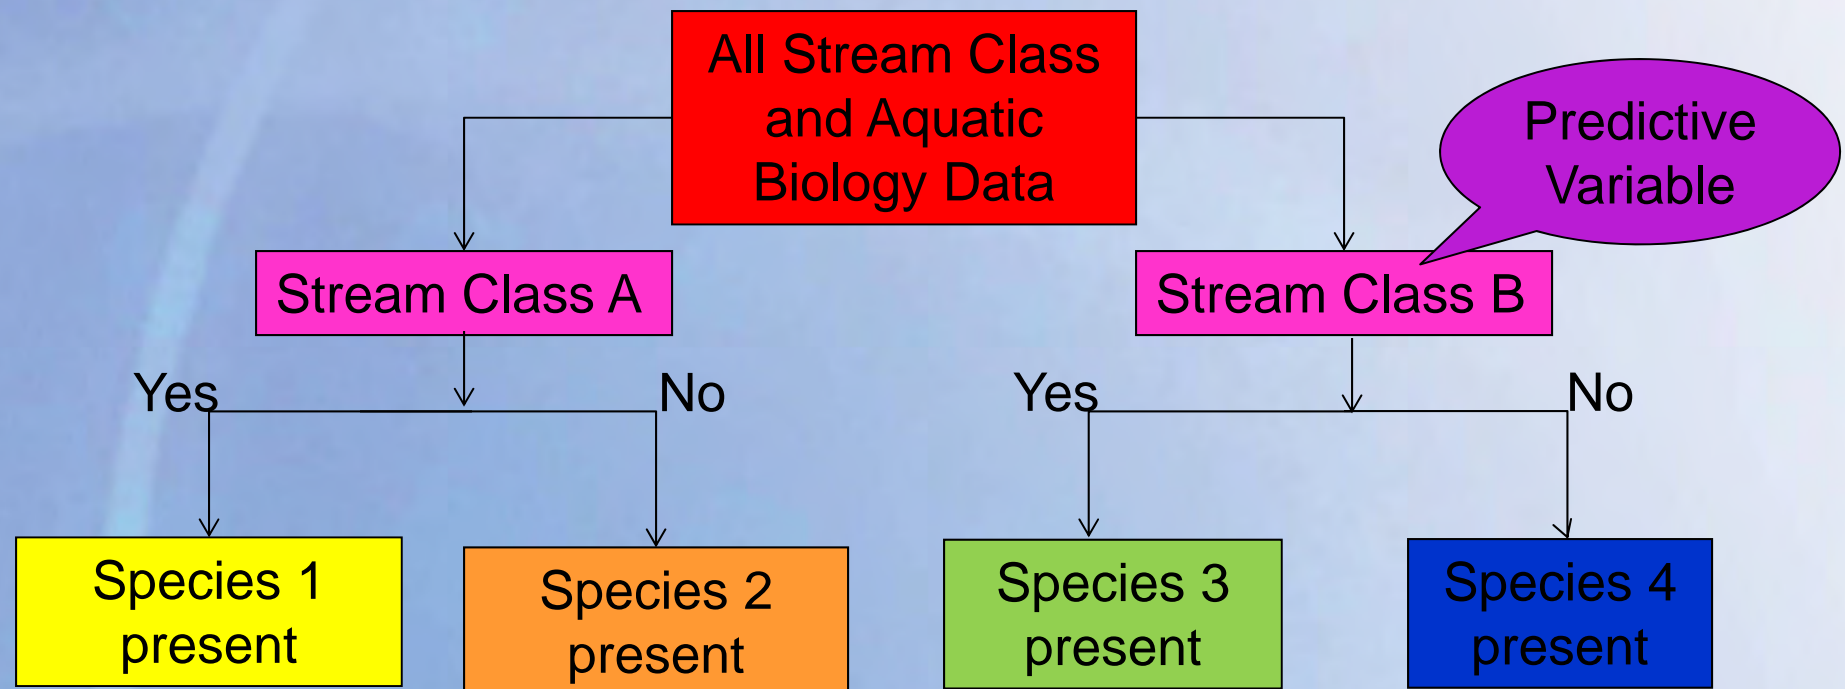 All Stream Class
and Aquatic
Biology Data
Predictive
Variable
Stream Class A
Stream Class B
Yes
No
Yes
No
Species 1
present
Species 2
present
Species 3
present
Species 4
present